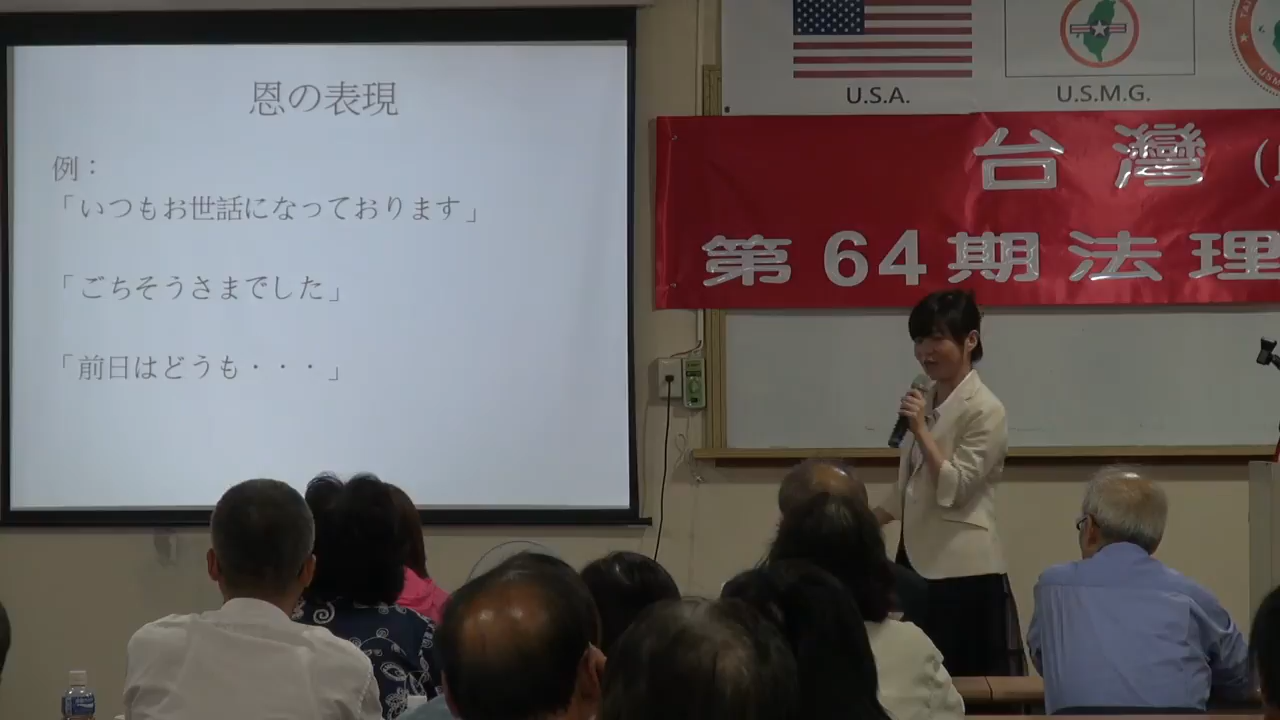 恩の表現
例：
「いつもお世話になっております」
「ごちそうさまでした」
「前日はどうも・・・」
U.S.A.
U.S.M.G.
台灣(
第64期法理